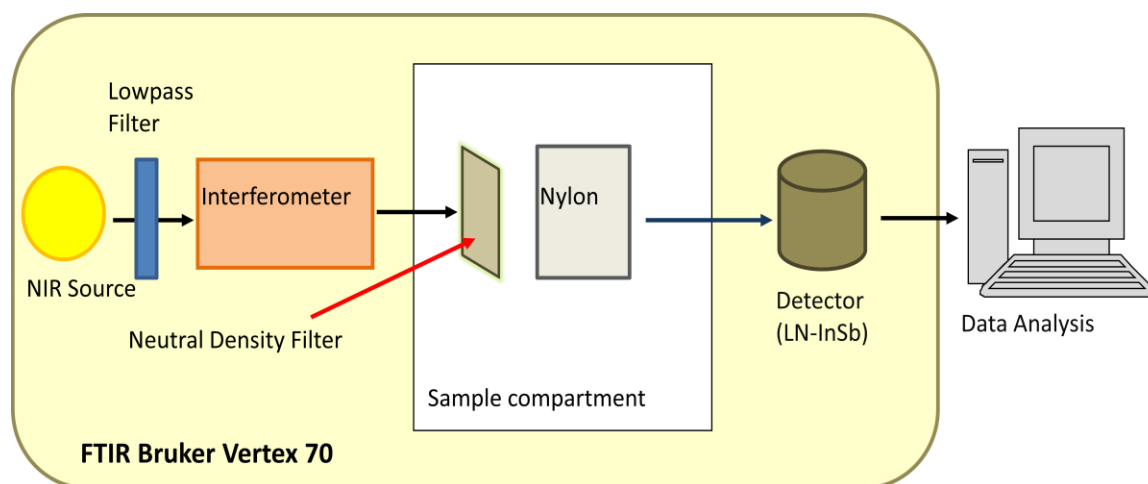 Lowpass
Filter
Interferometer
Nylon
NIR Source
Neutral Density Filter
Detector
(LN-InSb)
Data Analysis
Sample compartment
FTIR Bruker Vertex 70